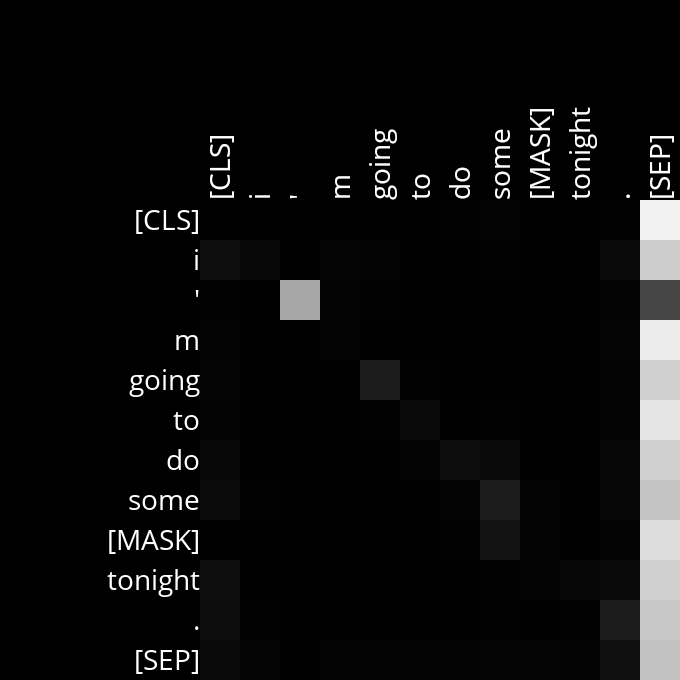 [CLS] i ' m going to do some [MASK] tonight . [SEP]
[CLS]
i
'
m
going
to
do
some
[MASK]
tonight
.
[SEP]